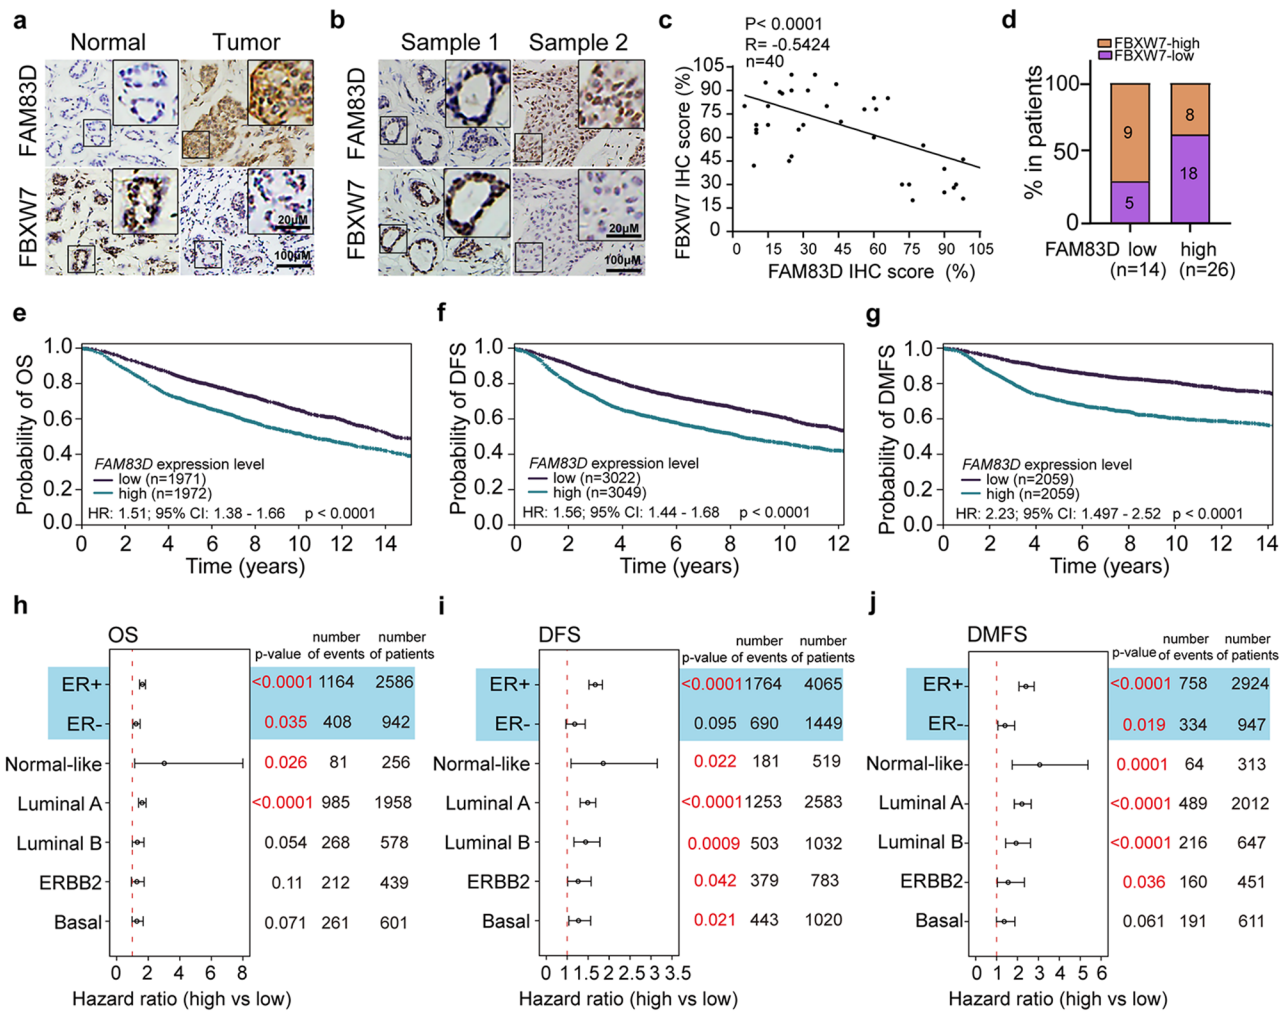 a
Normal Tumor
FAM83D
FBXW7
20μM
100μM
b
Sample 1 Sample 2
FAM83D
FBXW7
20μM
100μM
c
P< 0.0001
R= -0.5424
n=40
FBXW7 IHC score (%)
105
90
75
60
45
30
15
0
0 15 30 45 60 75 90 105
FAM83D IHC score (%)
d
FBXW7-high
FBXW7-low
% in patients
100
50
0
9 8
5 18
FAM83D low high
(n=14) (n=26)
e
Probability of OS
1.0
0.8
0.6
0.4
0.2
0.0
FAM83D expression level
low (n=1971)
high (n=1972)
HR: 1.51; 95% CI: 1.38 - 1.66 p < 0.0001
0 2 4 6 8 10 12 14
Time (years)
f
Probability of DFS
1.0
0.8
0.6
0.4
0.2
0.0
FAM83D expression level
low (n=3022)
high (n=3049)
HR: 1.56; 95% CI: 1.44 - 1.68 p < 0.0001
0 2 4 6 8 10 12
Time (years)
g
Probability of DMFS
1.0
0.8
0.6
0.4
0.2
0.0
FAM83D expression level
low (n=2059)
high (n=2059)
HR: 2.23; 95% CI: 1.497 - 2.52 p < 0.0001
0 2 4 6 8 10 12 14
Time (years)
h
OS
p-value number of events number of patients
ER+ <0.0001 1164 2586
ER- 0.035 408 942
Normal-like 0.026 81 256
Luminal A <0.0001 985 1958
Luminal B 0.054 268 578
ERBB2 0.11 212 439
Basal 0.071 261 601
0 2 4 6 8
Hazard ratio (high vs low)
i
DFS
p-value number of events number of patients
ER+ <0.0001 1764 4065
ER- 0.095 690 1449
Normal-like 0.022 181 519
Luminal A <0.0001 1253 2583
Luminal B 0.0009 503 1032
ERBB2 0.042 379 783
Basal 0.021 443 1020
0 1 1.5 2 2.5 3 3.5
Hazard ratio (high vs low)
j
DMFS
p-value number of events number of patients
ER+ <0.0001 758 2924
ER- 0.019 334 947
Normal-like 0.0001 64 313
Luminal A <0.0001 489 2012
Luminal B <0.0001 216 647
ERBB2 0.036 160 451
Basal 0.061 191 611
0 1 2 3 4 5 6
Hazard ratio (high vs low)